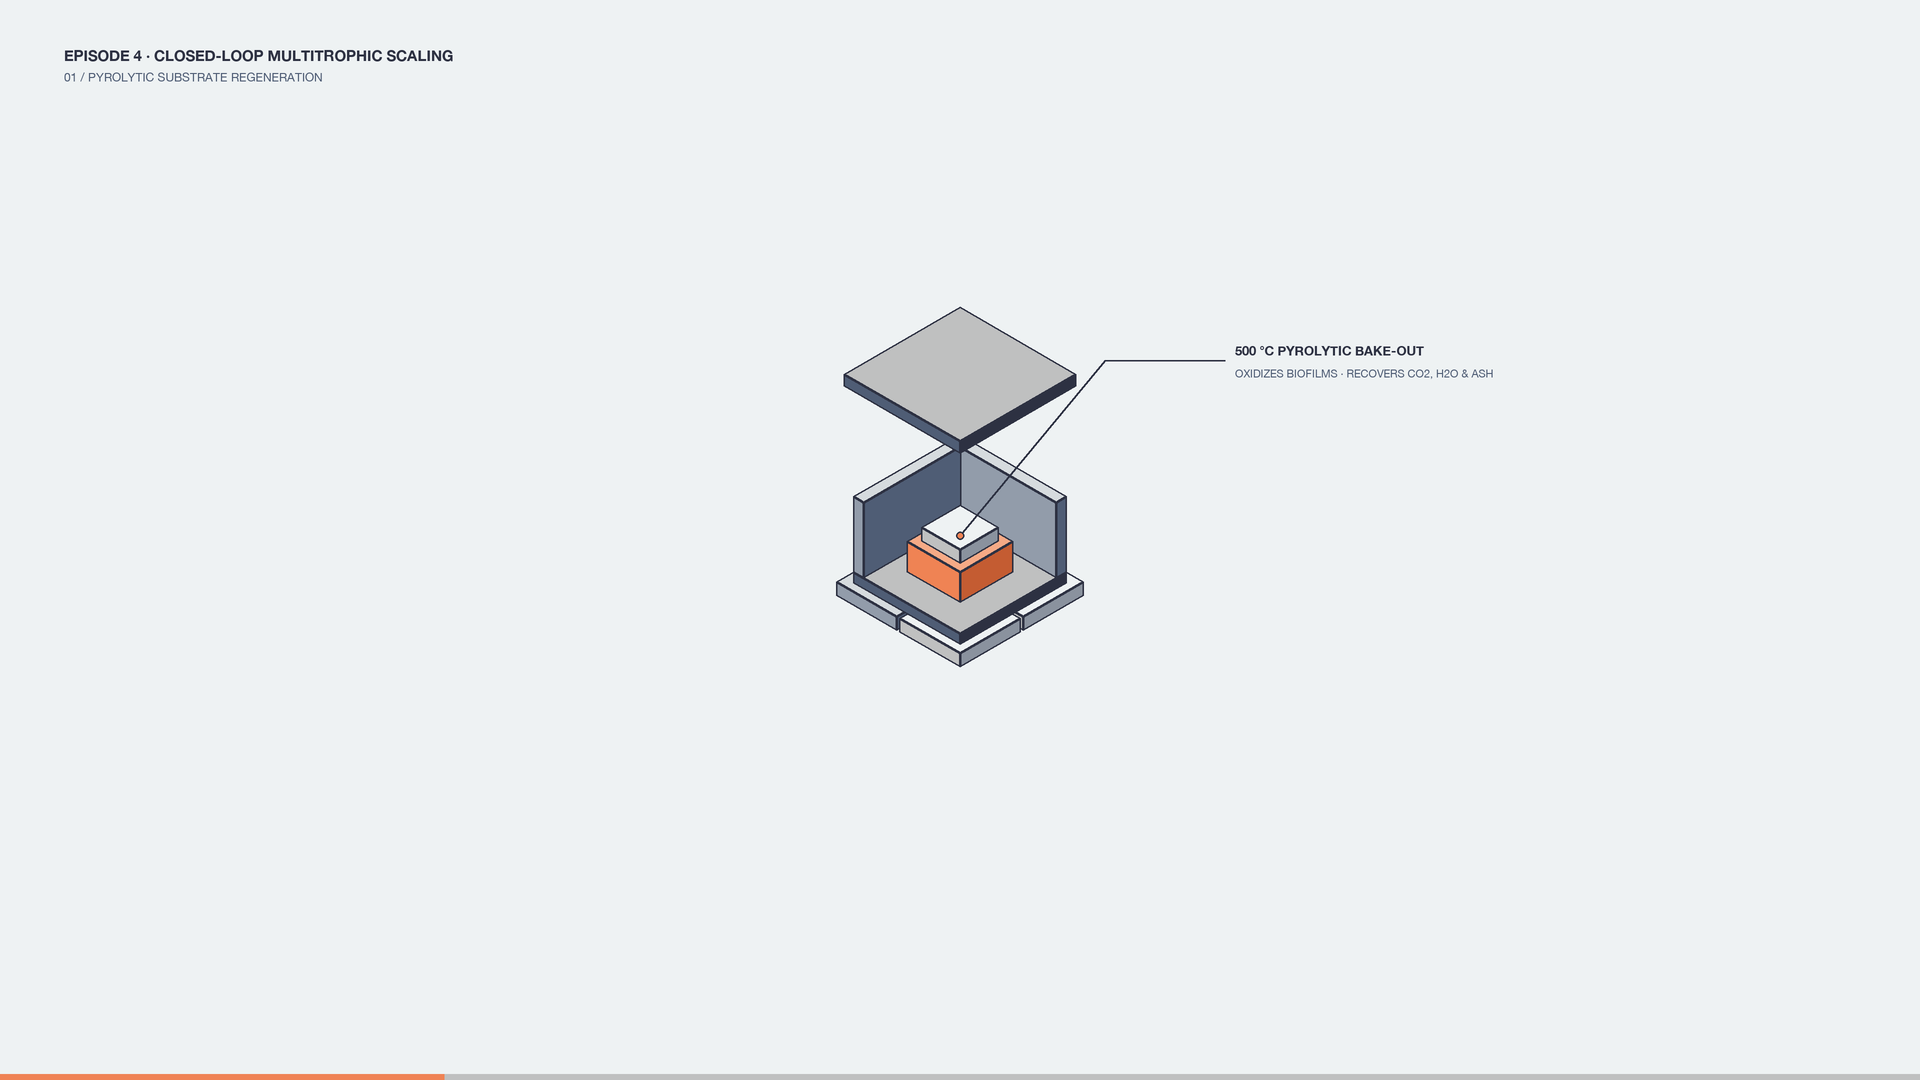 EPISODE 4 · CLOSED-LOOP MULTITROPHIC SCALING
01 / PYROLYTIC SUBSTRATE REGENERATION
500 °C PYROLYTIC BAKE-OUT
OXIDIZES BIOFILMS · RECOVERS CO2, H2O & ASH